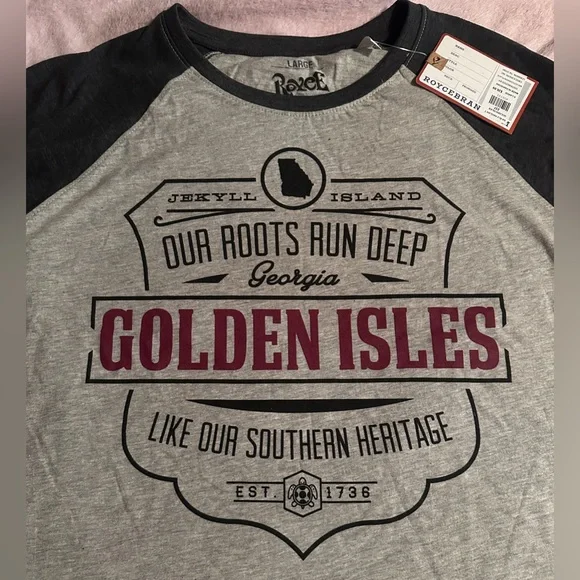 LARGE
Royce
ROYCEBRAN
JEKYLL ISLAND
OUR ROOTS RUN DEEP
Georgia
GOLDEN ISLES
LIKE OUR SOUTHERN HERITAGE
EST. 1736